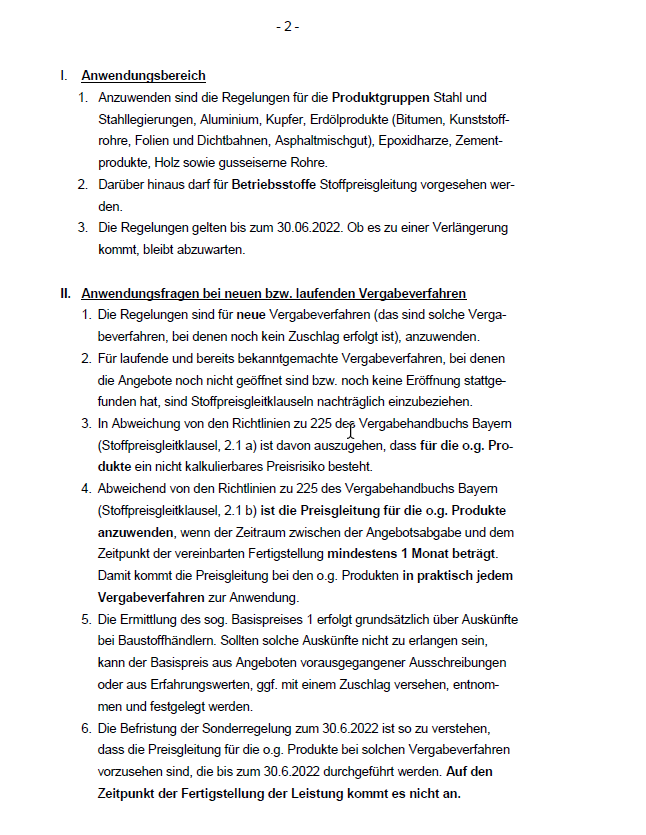 - 2 -
I. Anwendungsbereich
1. Anzuwenden sind die Regelungen für die Produktgruppen Stahl und
Stahllegierungen, Aluminium, Kupfer, Erdölprodukte (Bitumen, Kunststoff-
rohre, Folien und Dichtbahnen, Asphaltmischgut), Epoxidharze, Zement-
produkte, Holz sowie gusseiserne Rohre.
2. Darüber hinaus darf für Betriebsstoffe Stoffpreisgleitung vorgesehen wer-
den.
3. Die Regelungen gelten bis zum 30.06.2022. Ob es zu einer Verlängerung
kommt, bleibt abzuwarten.
II. Anwendungsfragen bei neuen bzw. laufenden Vergabeverfahren
1. Die Regelungen sind für neue Vergabeverfahren (das sind solche Verga-
beverfahren, bei denen noch kein Zuschlag erfolgt ist), anzuwenden.
2. Für laufende und bereits bekanntgemachte Vergabeverfahren, bei denen
die Angebote noch nicht geöffnet sind bzw. noch keine Eröffnung stattge-
funden hat, sind Stoffpreisgleitklauseln nachträglich einzubeziehen.
3. In Abweichung von den Richtlinien zu 225 des Vergabehandbuchs Bayern
(Stoffpreisgleitklausel, 2.1 a) ist davon auszugehen, dass für die o.g. Pro-
dukte ein nicht kalkulierbares Preisrisiko besteht.
4. Abweichend von den Richtlinien zu 225 des Vergabehandbuchs Bayern
(Stoffpreisgleitklausel, 2.1 b) ist die Preisgleitung für die o.g. Produkte
anzuwenden, wenn der Zeitraum zwischen der Angebotsabgabe und dem
Zeitpunkt der vereinbarten Fertigstellung mindestens 1 Monat beträgt.
Damit kommt die Preisgleitung bei den o.g. Produkten in praktisch jedem
Vergabeverfahren zur Anwendung.
5. Die Ermittlung des sog. Basispreises 1 erfolgt grundsätzlich über Auskünfte
bei Baustoffhändlern. Sollten solche Auskünfte nicht zu erlangen sein,
kann der Basispreis aus Angeboten vorausgegangener Ausschreibungen
oder aus Erfahrungswerten, ggf. mit einem Zuschlag versehen, entnom-
men und festgelegt werden.
6. Die Befristung der Sonderregelung zum 30.6.2022 ist so zu verstehen,
dass die Preisgleitung für die o.g. Produkte bei solchen Vergabeverfahren
vorzusehen sind, die bis zum 30.6.2022 durchgeführt werden. Auf den
Zeitpunkt der Fertigstellung der Leistung kommt es nicht an.